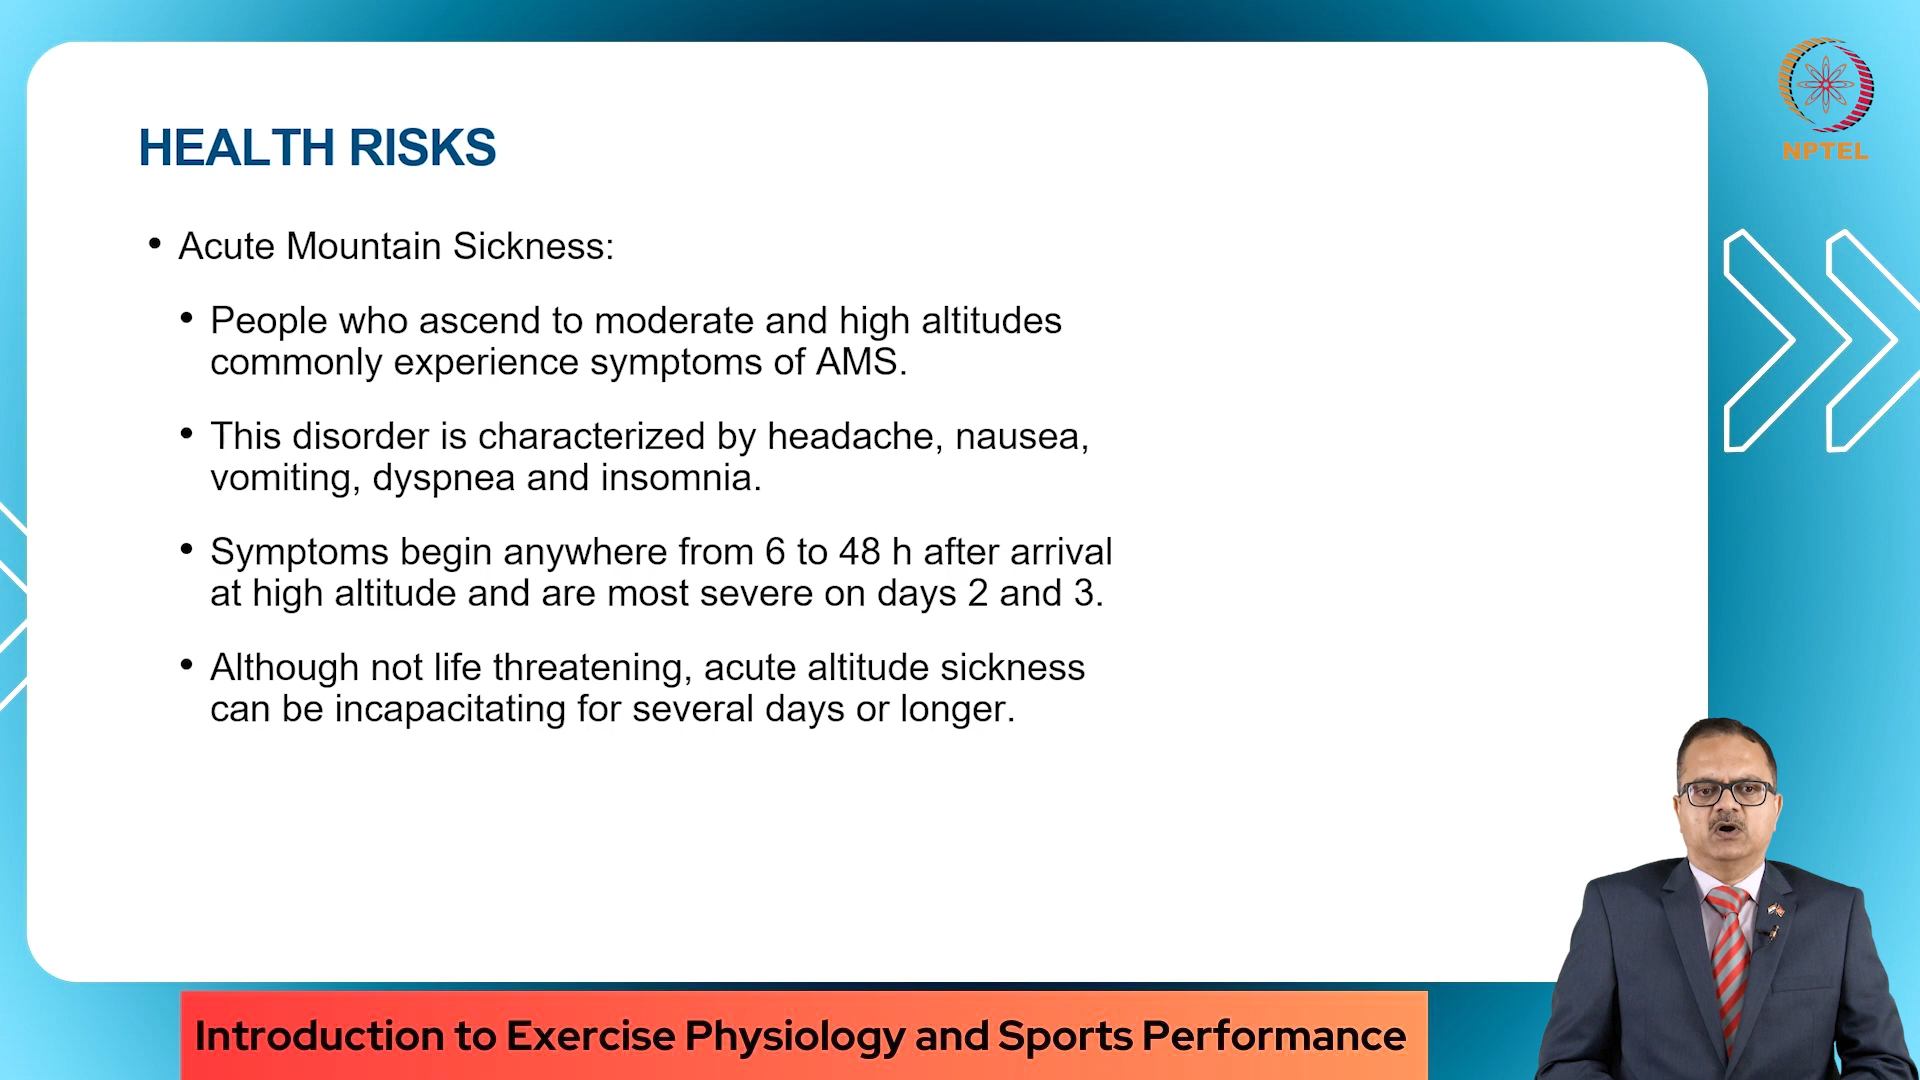 HEALTH RISKS
NPTEL
• Acute Mountain Sickness:
• People who ascend to moderate and high altitudes
commonly experience symptoms of AMS.
• This disorder is characterized by headache, nausea,
vomiting, dyspnea and insomnia.
• Symptoms begin anywhere from 6 to 48 h after arrival
at high altitude and are most severe on days 2 and 3.
• Although not life threatening, acute altitude sickness
can be incapacitating for several days or longer.
Introduction to Exercise Physiology and Sports Performance